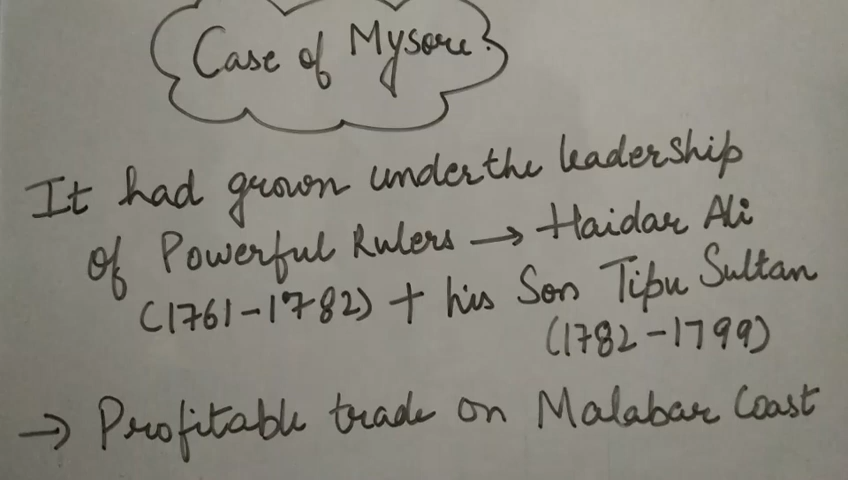 Case of Mysore:
It had grown under the leadership
of Powerful Rulers → Haidar Ali
(1761-1782) + his Son Tipu Sultan
(1782-1799)
→ Profitable trade on Malabar Coast